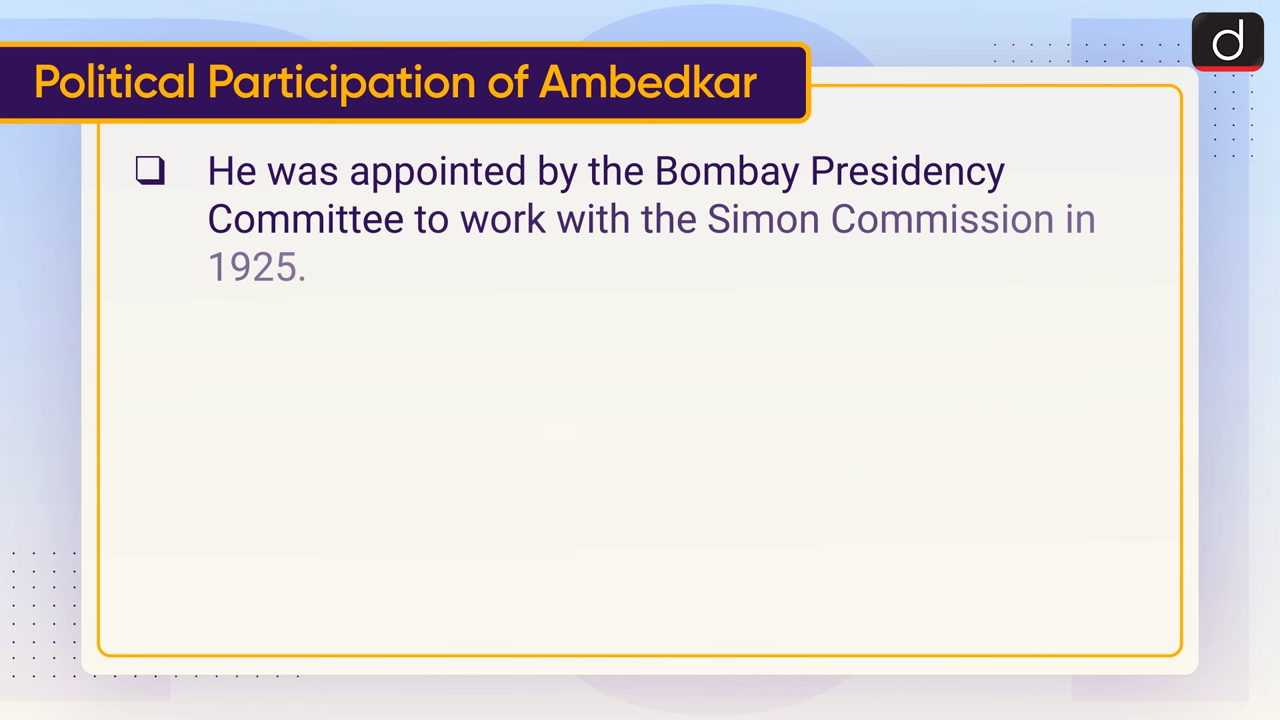 Political Participation of Ambedkar
d
❑ He was appointed by the Bombay Presidency
Committee to work with the Simon Commission in
1925.